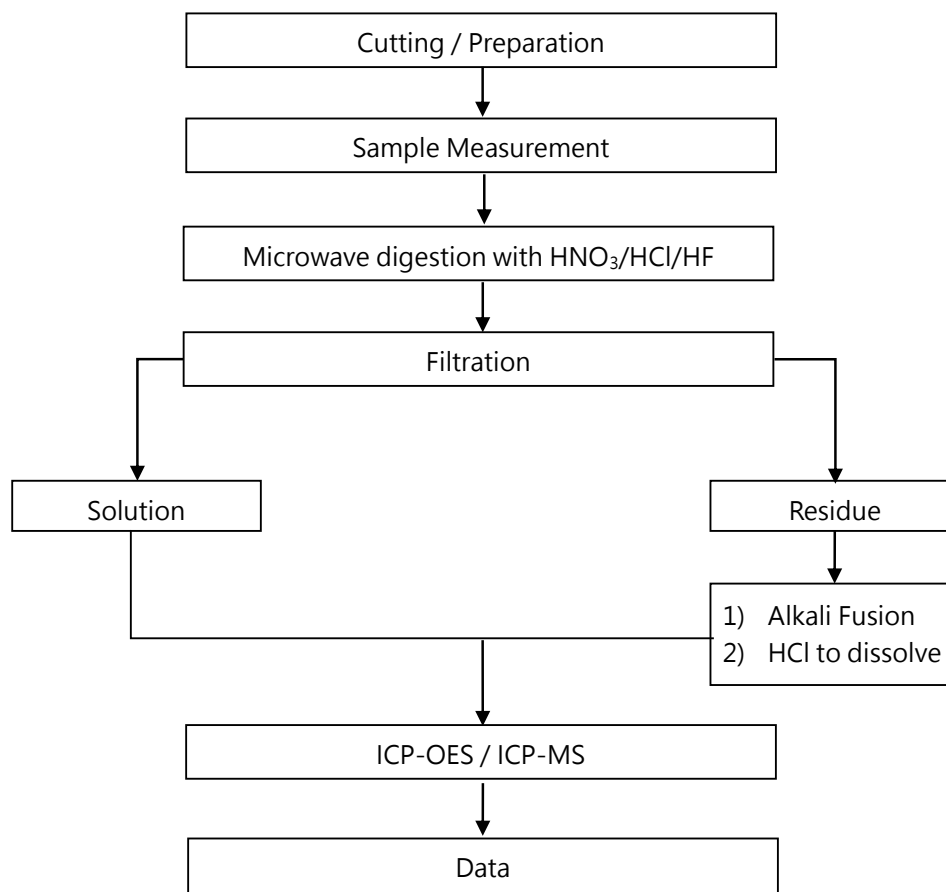 Cutting / Preparation
Sample Measurement
Microwave digestion with HNO₃/HCl/HF
Filtration
Solution
Residue
1) Alkali Fusion
2) HCl to dissolve
ICP-OES / ICP-MS
Data